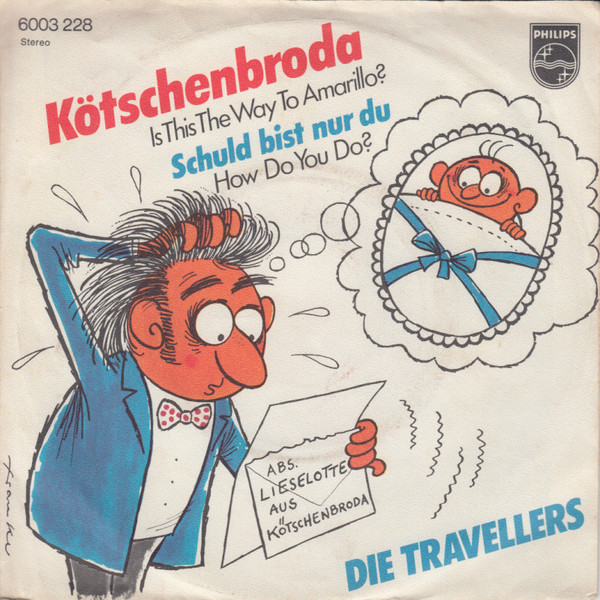 6003 228
Stereo
PHILIPS
Kötschenbroda
Is This The Way To Amarillo?
Schuld bist nur du
How Do You Do?
ABS.
LIESELOTTE
AUS
KÖTSCHENBRODA
DIE TRAVELLERS